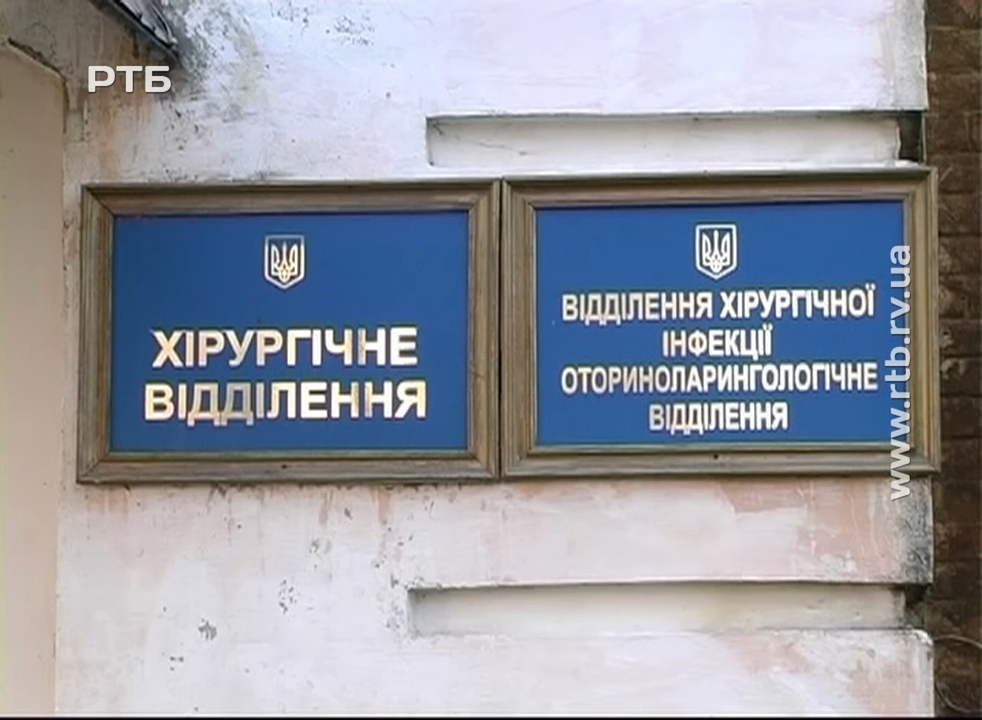 РТБ
ХІРУРГІЧНЕ
ВІДДІЛЕННЯ
ВІДДІЛЕННЯ ХІРУРГІЧНОЇ
ІНФЕКЦІЇ
ОТОРИНОЛАРИНГОЛОГІЧНЕ
ВІДДІЛЕННЯ
www.rtb.rv.ua